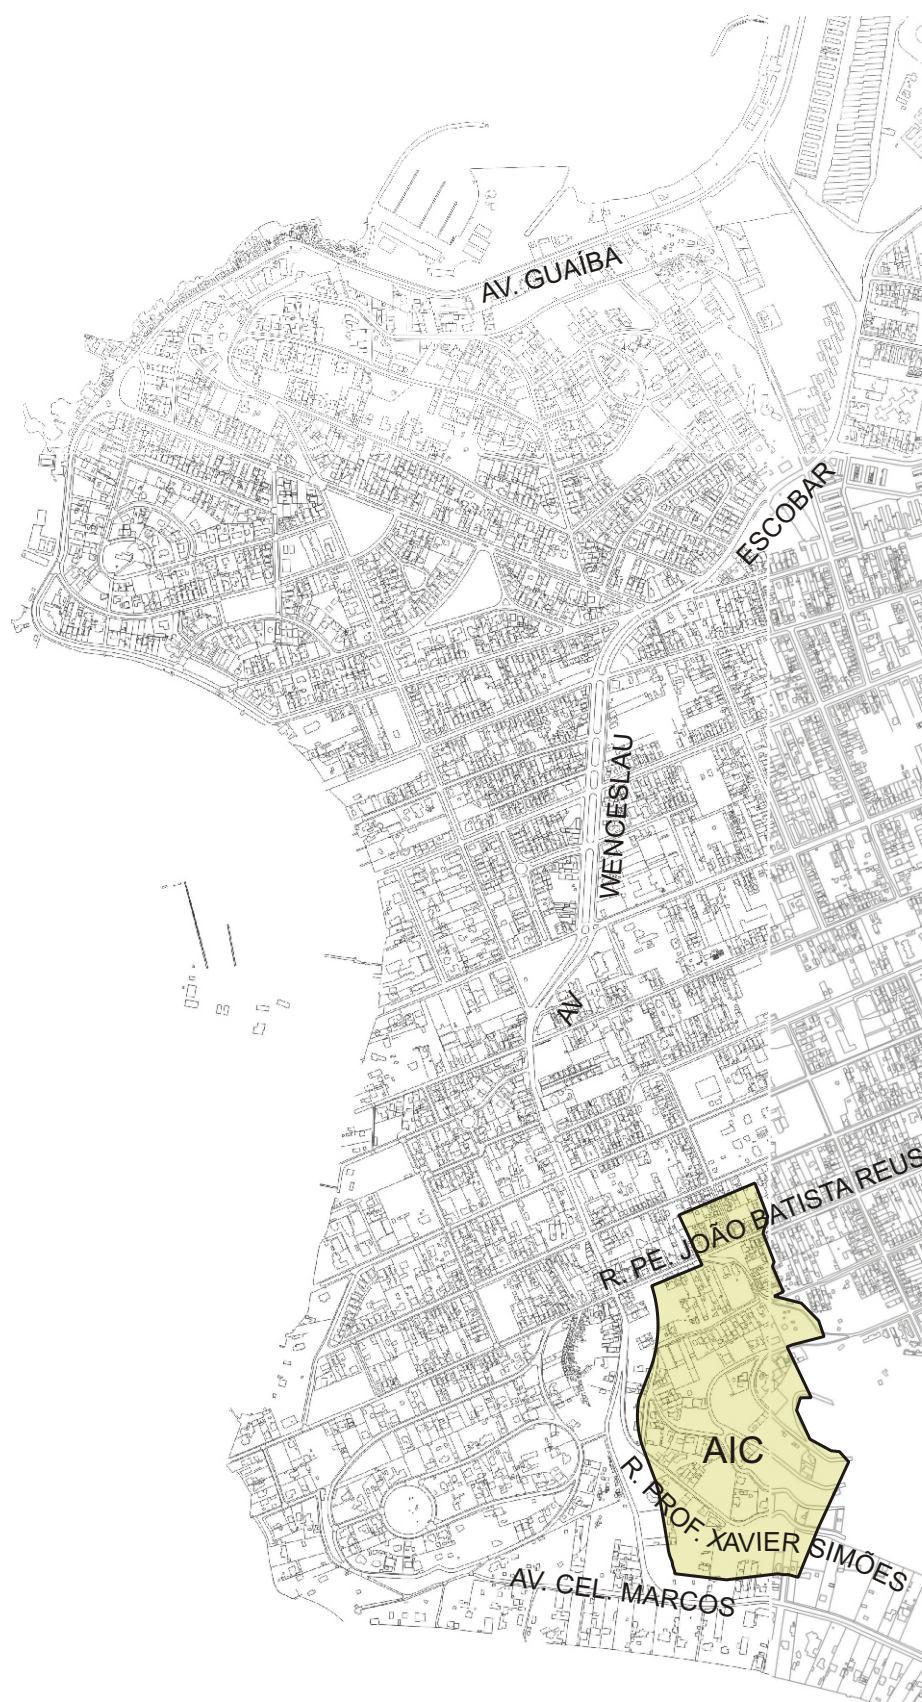 AV. GUAÍBA
ESCOBAR
WENCESLAU
AV
R. PE. JOÃO BATISTA REUS
AIC
R. PROF. XAVIER SIMÕES
AV. CEL. MARCOS